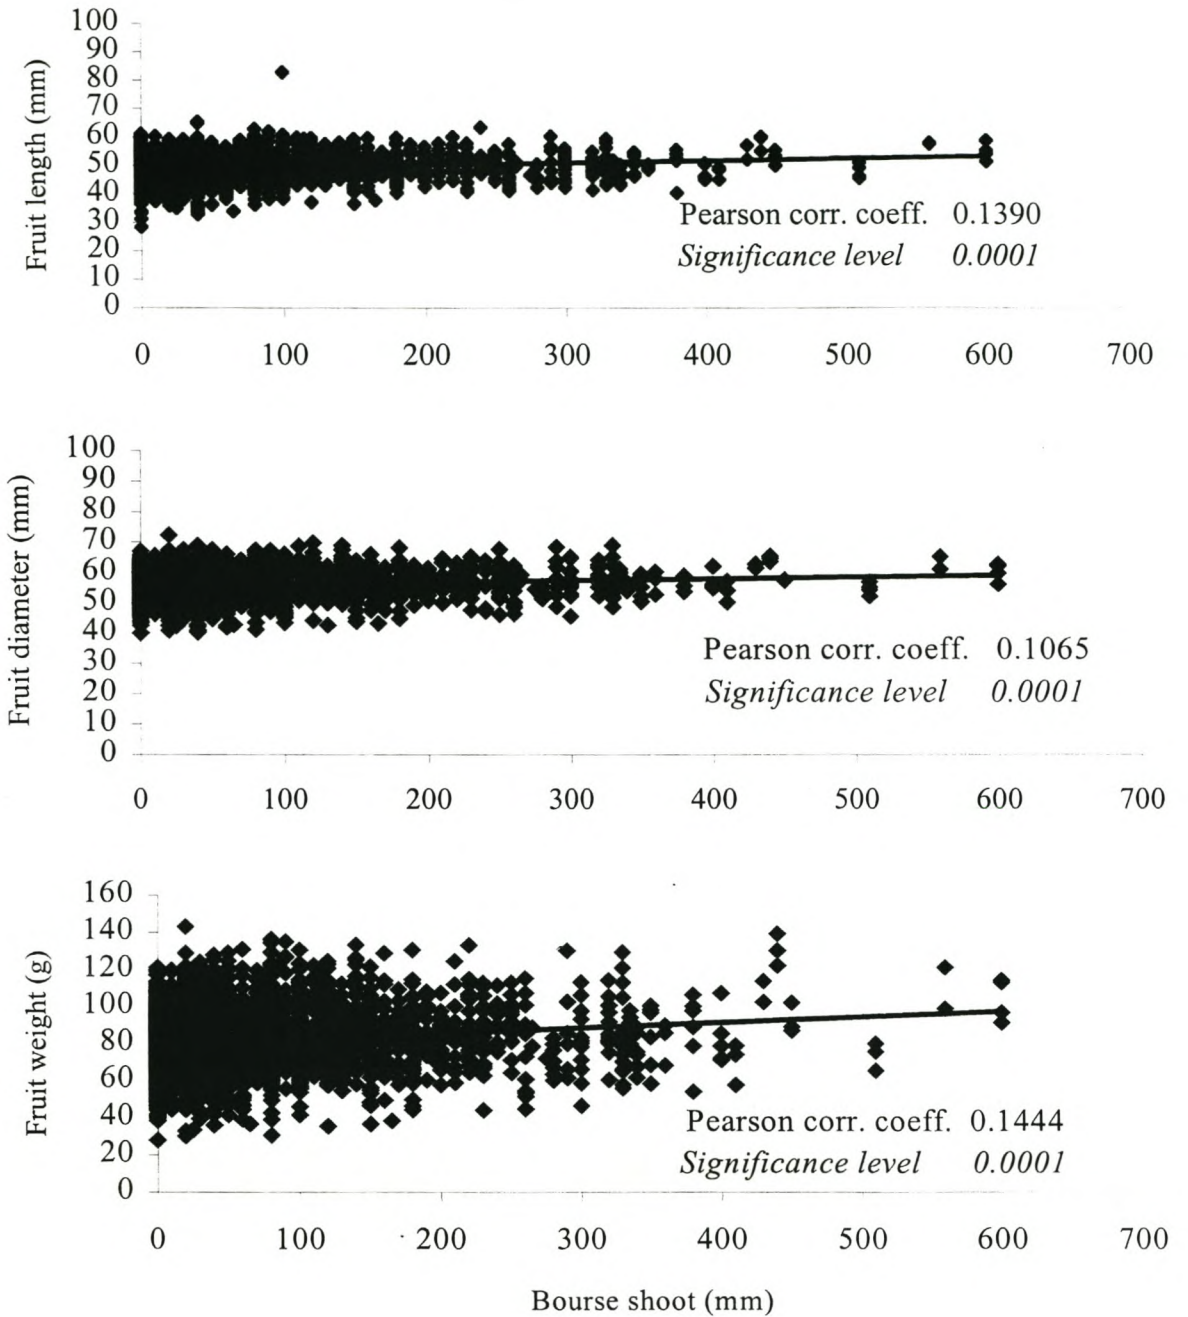 Fruit length (mm)
100
90
80
70
60
50
40
30
20
10
0
Pearson corr. coeff. 0.1390
Significance level 0.0001
0 100 200 300 400 500 600 700
Fruit diameter (mm)
100
90
80
70
60
50
40
30
20
10
0
Pearson corr. coeff. 0.1065
Significance level 0.0001
0 100 200 300 400 500 600 700
Fruit weight (g)
160
140
120
100
80
60
40
20
0
Pearson corr. coeff. 0.1444
Significance level 0.0001
0 100 200 300 400 500 600 700
Bourse shoot (mm)